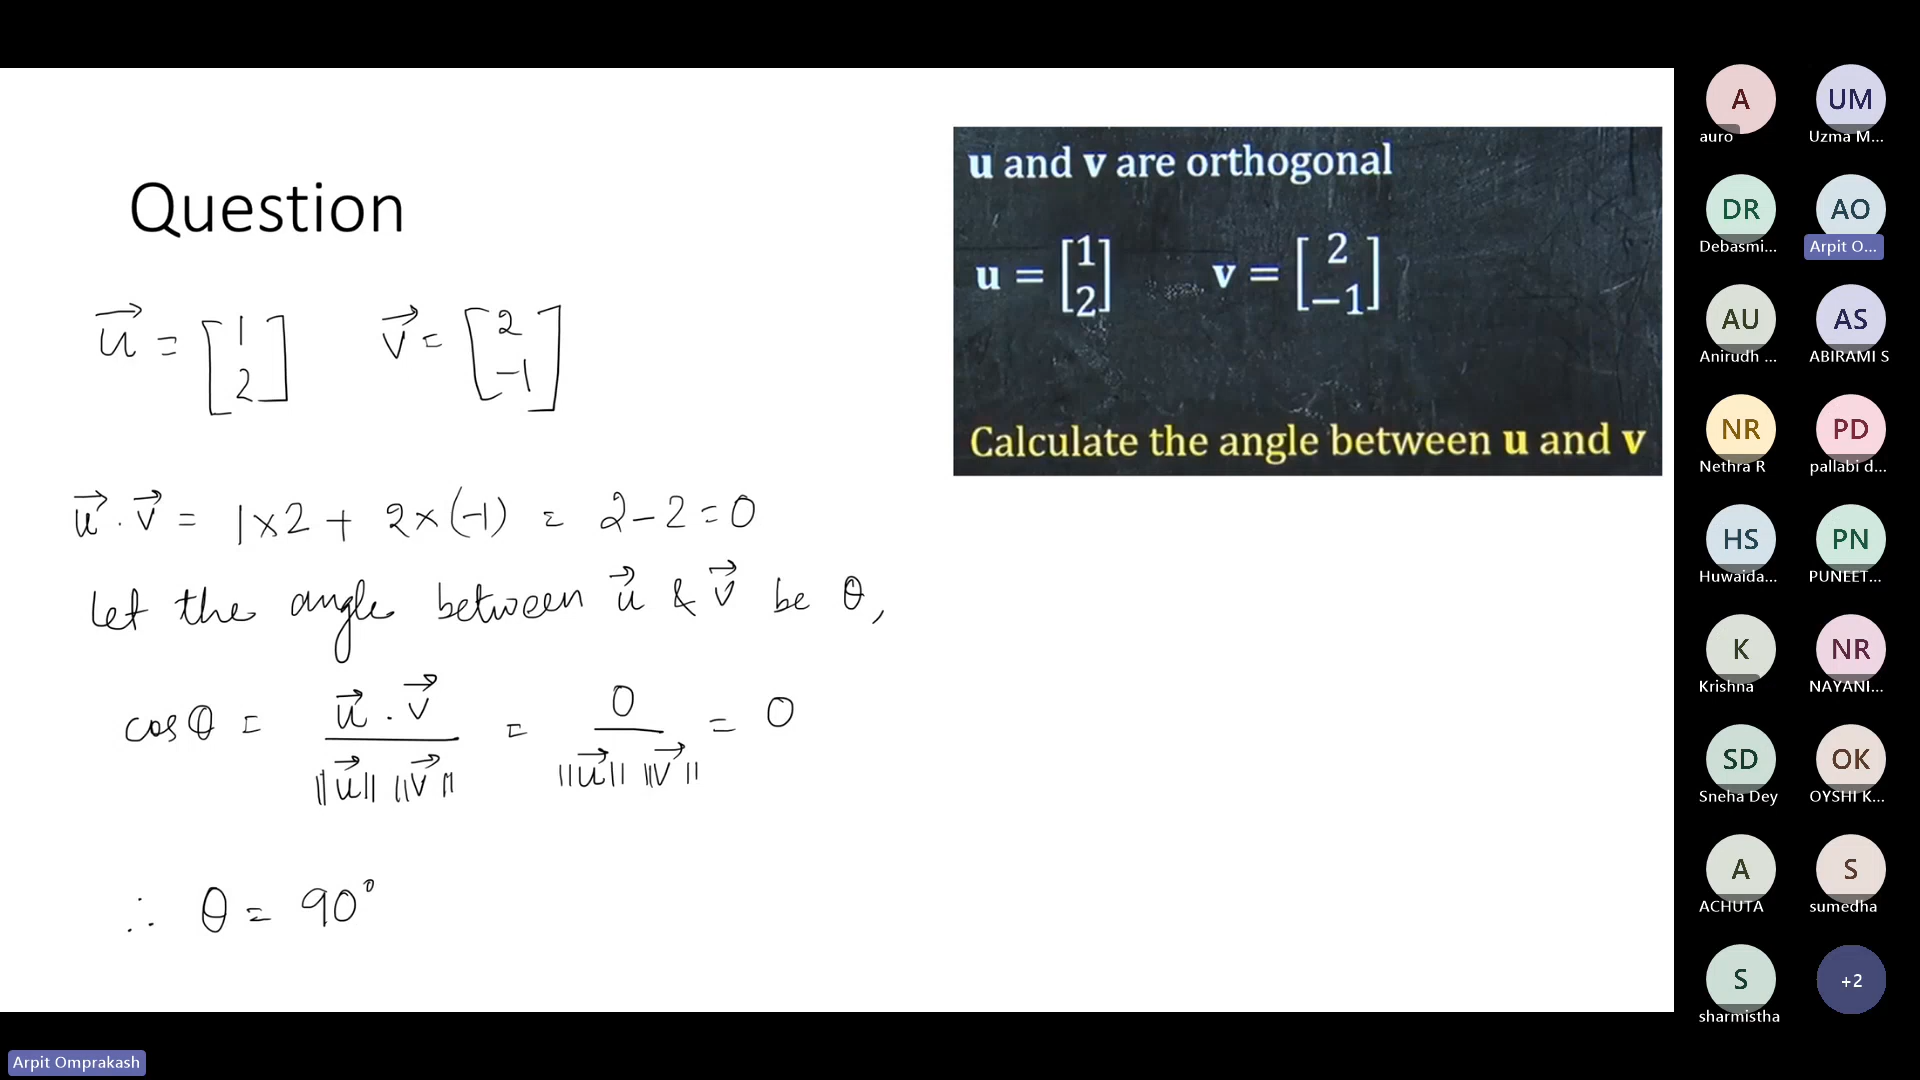 Question
u and v are orthogonal
u = [1 2] v = [2 −1]
Calculate the angle between u and v
u⃗ = [1 2] v⃗ = [2 −1]
u⃗ . v⃗ = 1×2 + 2×(−1) = 2−2 = 0
let the angle between u⃗ & v⃗ be θ,
cos θ = u⃗ . v⃗ / ||u⃗|| ||v⃗|| = 0 / ||u⃗|| ||v⃗|| = 0
∴ θ = 90°
A UM
auro Uzma M...
DR AO
Debasmi... Arpit O...
AU AS
Anirudh ... ABIRAMI S
NR PD
Nethra R pallabi d...
HS PN
Huwaida... PUNEET...
K NR
Krishna NAYANI...
SD OK
Sneha Dey OYSHI K...
A S
ACHUTA sumedha
S +2
sharmistha
Arpit Omprakash